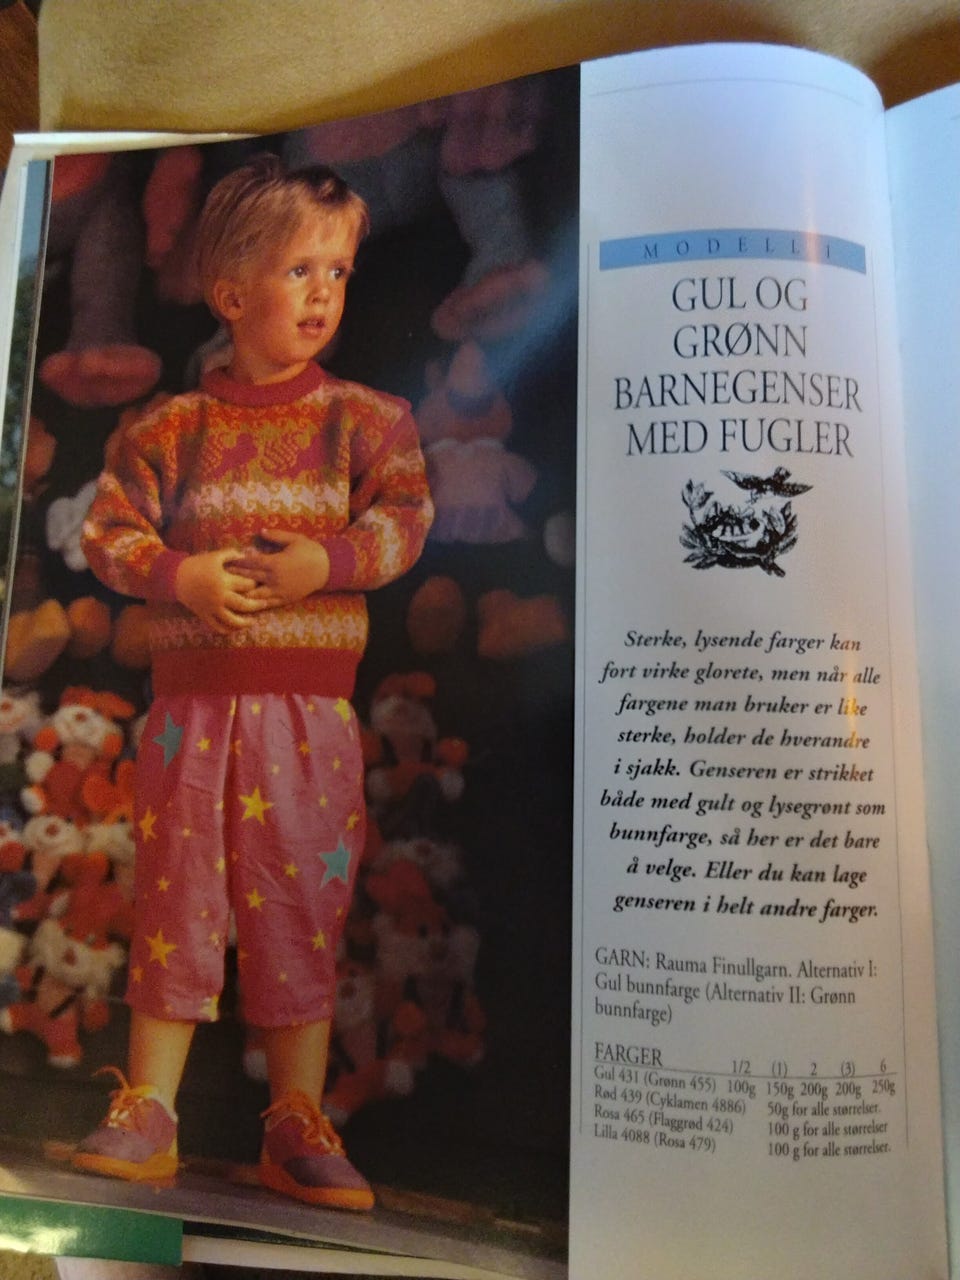 MODELL 1
GUL OG
GRØNN
BARNEGENSER
MED FUGLER
Sterke, lysende farger kan
fort virke glorete, men når alle
fargene man bruker er like
sterke, holder de hverandre
i sjakk. Genseren er strikket
både med gult og lysegrønt som
bunnfarge, så her er det bare
å velge. Eller du kan lage
genseren i helt andre farger.
GARN: Rauma Finullgarn. Alternativ I:
Gul bunnfarge (Alternativ II: Grønn
bunnfarge)
FARGER 1/2 (1) 2 (3) 6
Gul 431 (Grønn 455) 100g 150g 200g 200g 250g
Rød 439 (Cyklamen 4886) 50g for alle størrelser.
Rosa 465 (Flaggrød 424) 100 g for alle størrelser
Lilla 4088 (Rosa 479) 100 g for alle størrelser.